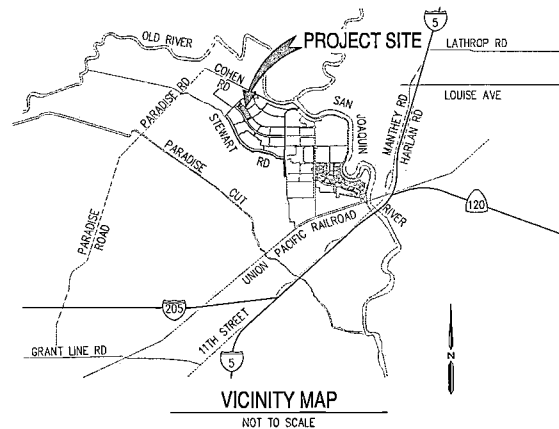 5
OLD RIVER
PROJECT SITE
LATHROP RD
COHEN
RD
LOUISE AVE
PARADISE RD
SAN
JOAQUIN
RIVER
MANTHEY RD
HARLAN RD
STEWART
RD
PARADISE
CUT
120
PARADISE
ROAD
UNION PACIFIC RAILROAD
205
11TH STREET
GRANT LINE RD
5
N
VICINITY MAP
NOT TO SCALE